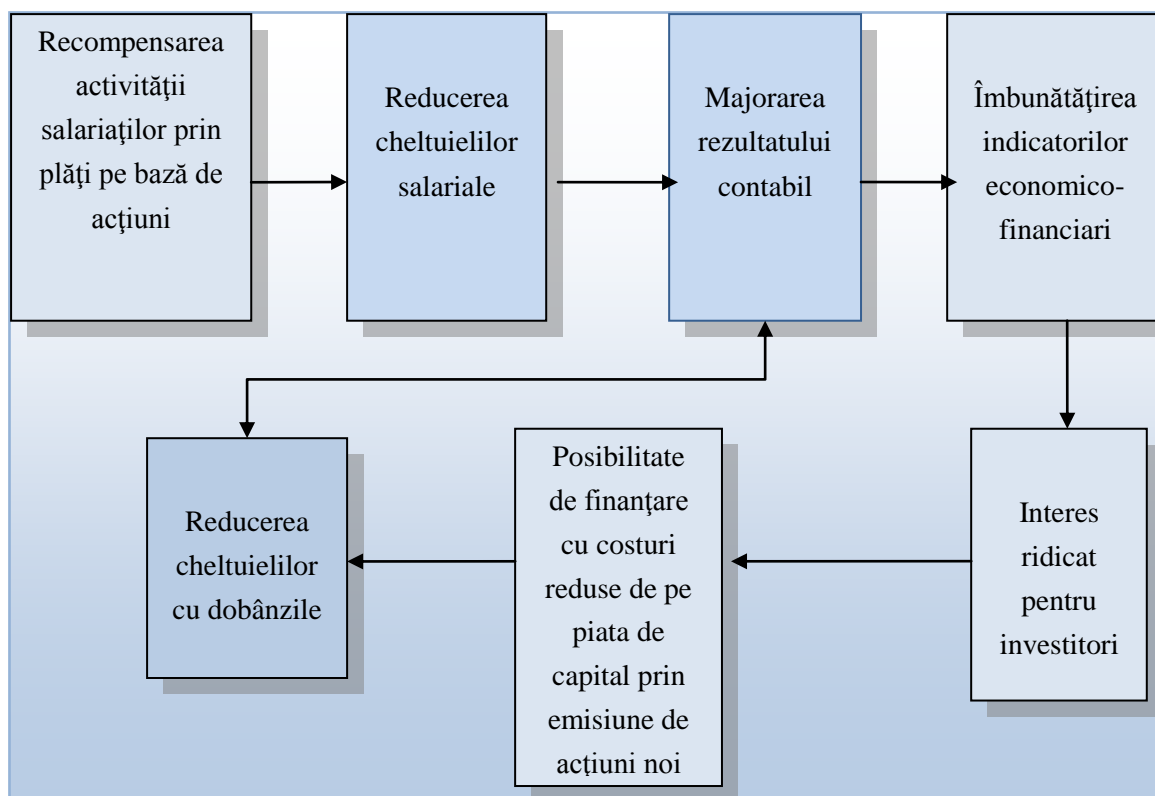 Recompensarea
activităţii
salariaţilor prin
plăţi pe bază de
acţiuni
Reducerea
cheltuielilor
salariale
Majorarea
rezultatului
contabil
Îmbunătăţirea
indicatorilor
economico-
financiari
Interes
ridicat
pentru
investitori
Posibilitate
de finanţare
cu costuri
reduse de pe
piata de
capital prin
emisiune de
acţiuni noi
Reducerea
cheltuielilor
cu dobânzile